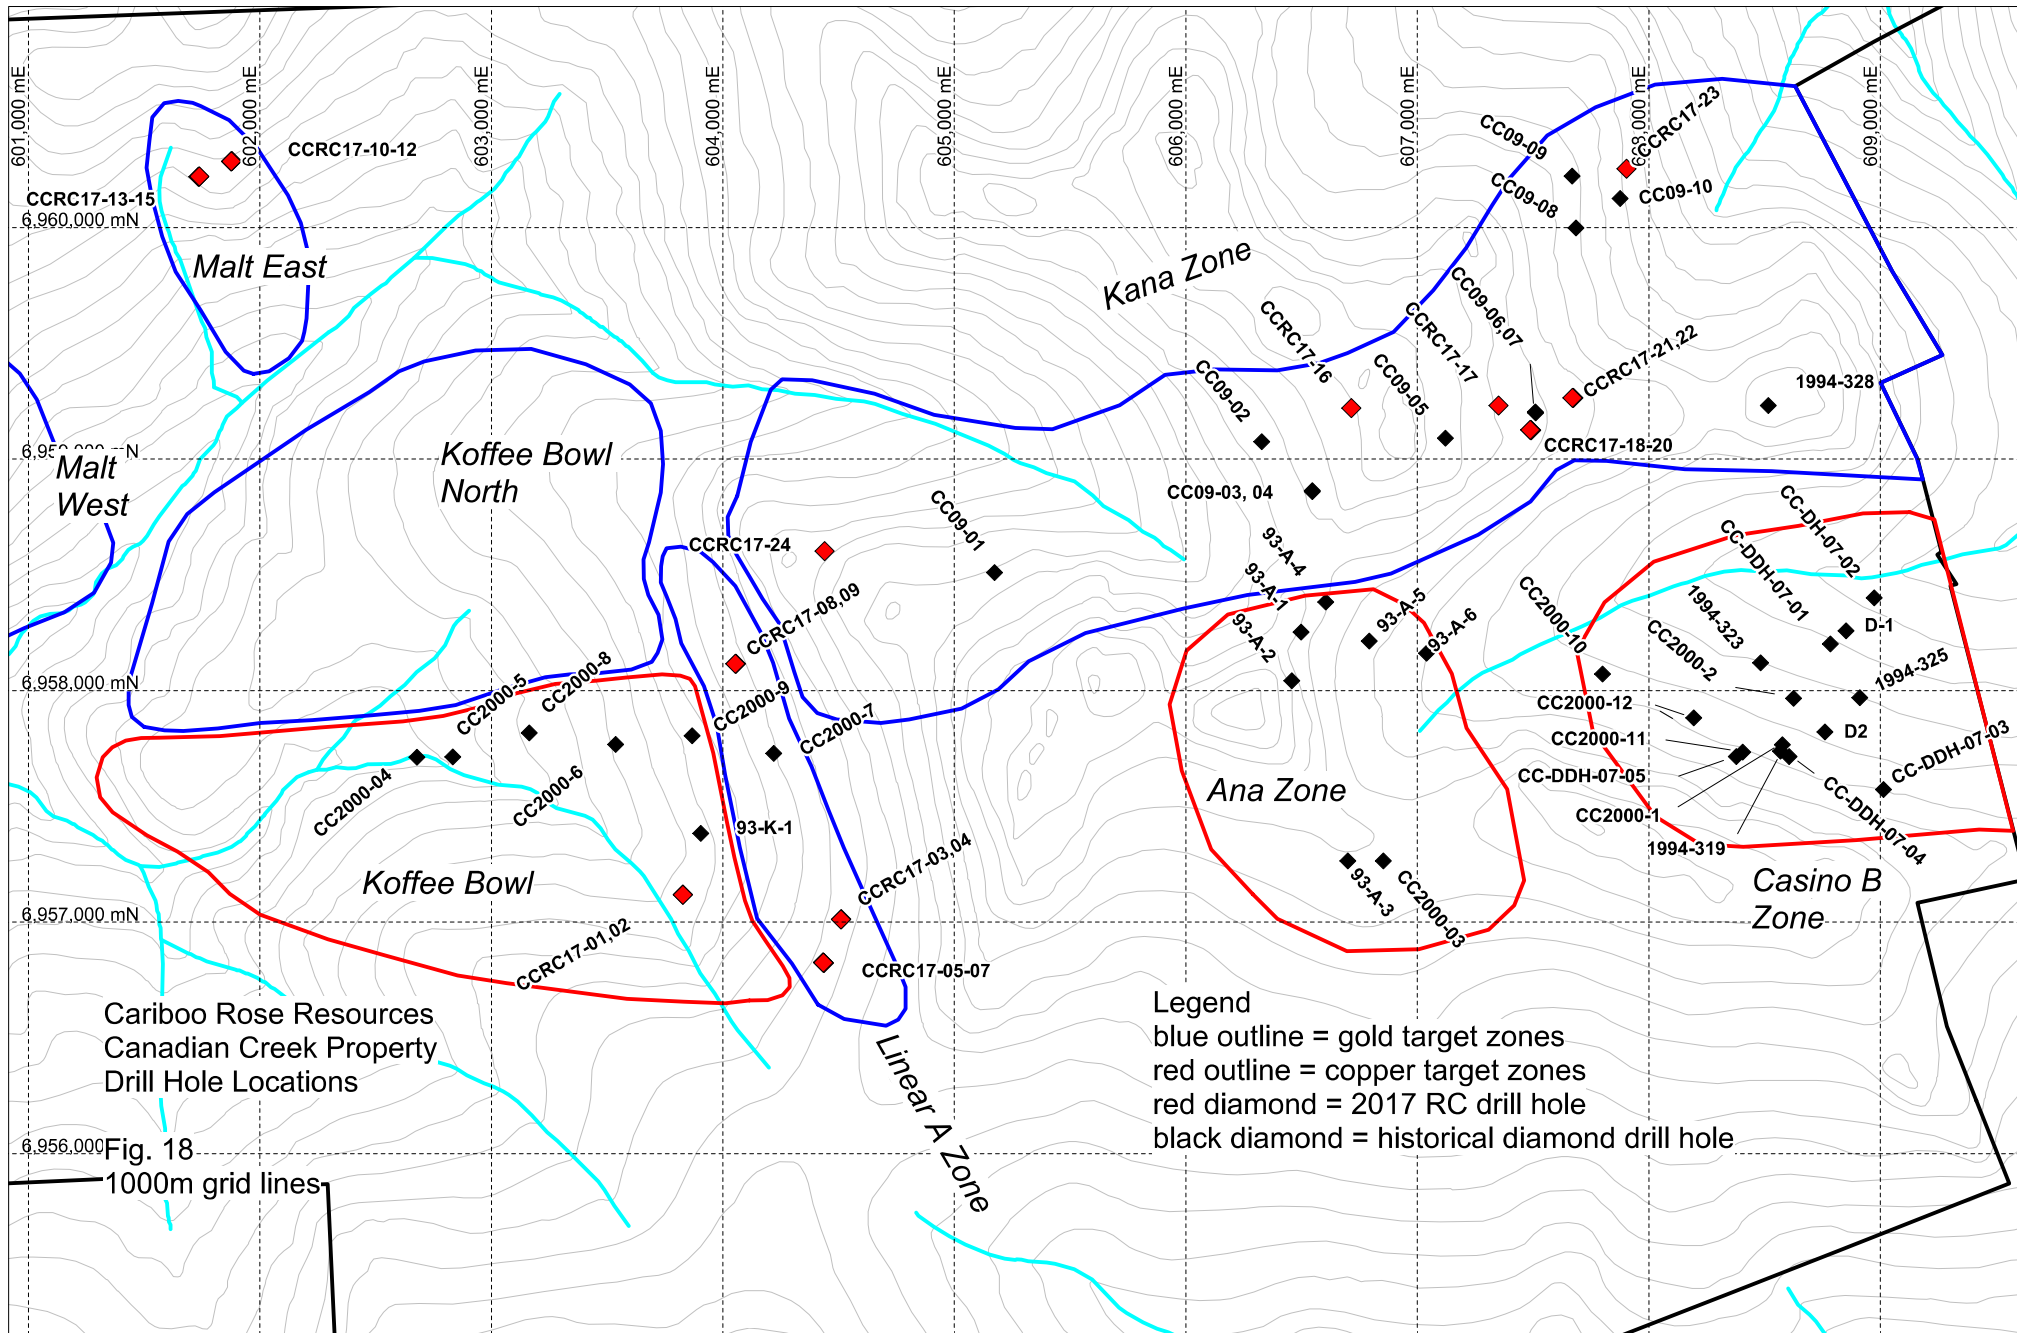 601,000 mE
602,000 mE
603,000 mE
604,000 mE
605,000 mE
606,000 mE
607,000 mE
608,000 mE
609,000 mE
CCRC17-23
CC09-09
CCRC17-10-12
CC09-08
CC09-10
CCRC17-13-15
6,960,000 mN
Malt East
Kana Zone
CC09-06,07
CCRC17-16
CCRC17-17
CCRC17-21,22
CC09-05
CC09-02
1994-328
CCRC17-18-20
Koffee Bowl
North
Malt
West
CC09-03, 04
CC09-01
CCRC17-24
CC-DH-07-02
CC-DDH-07-01
93-A-4
93-A-1
93-A-2
93-A-5
93-A-6
CC2000-10
1994-323
CC2000-2
D-1
1994-325
CCRC17-08,09
6,958,000 mN
CC2000-5
CC2000-8
CC2000-9
CC2000-7
CC2000-12
CC2000-11
D2
CC-DDH-07-03
CC-DDH-07-05
CC2000-1
CC-DDH-07-04
1994-319
CC2000-04
CC2000-6
93-K-1
Ana Zone
Koffee Bowl
CCRC17-03,04
93-A-3
CC2000-03
Casino B
Zone
6,957,000 mN
CCRC17-01,02
CCRC17-05-07
Linear A Zone
Cariboo Rose Resources
Canadian Creek Property
Drill Hole Locations
6,956,000
Fig. 18
1000m grid lines
Legend
blue outline = gold target zones
red outline = copper target zones
red diamond = 2017 RC drill hole
black diamond = historical diamond drill hole